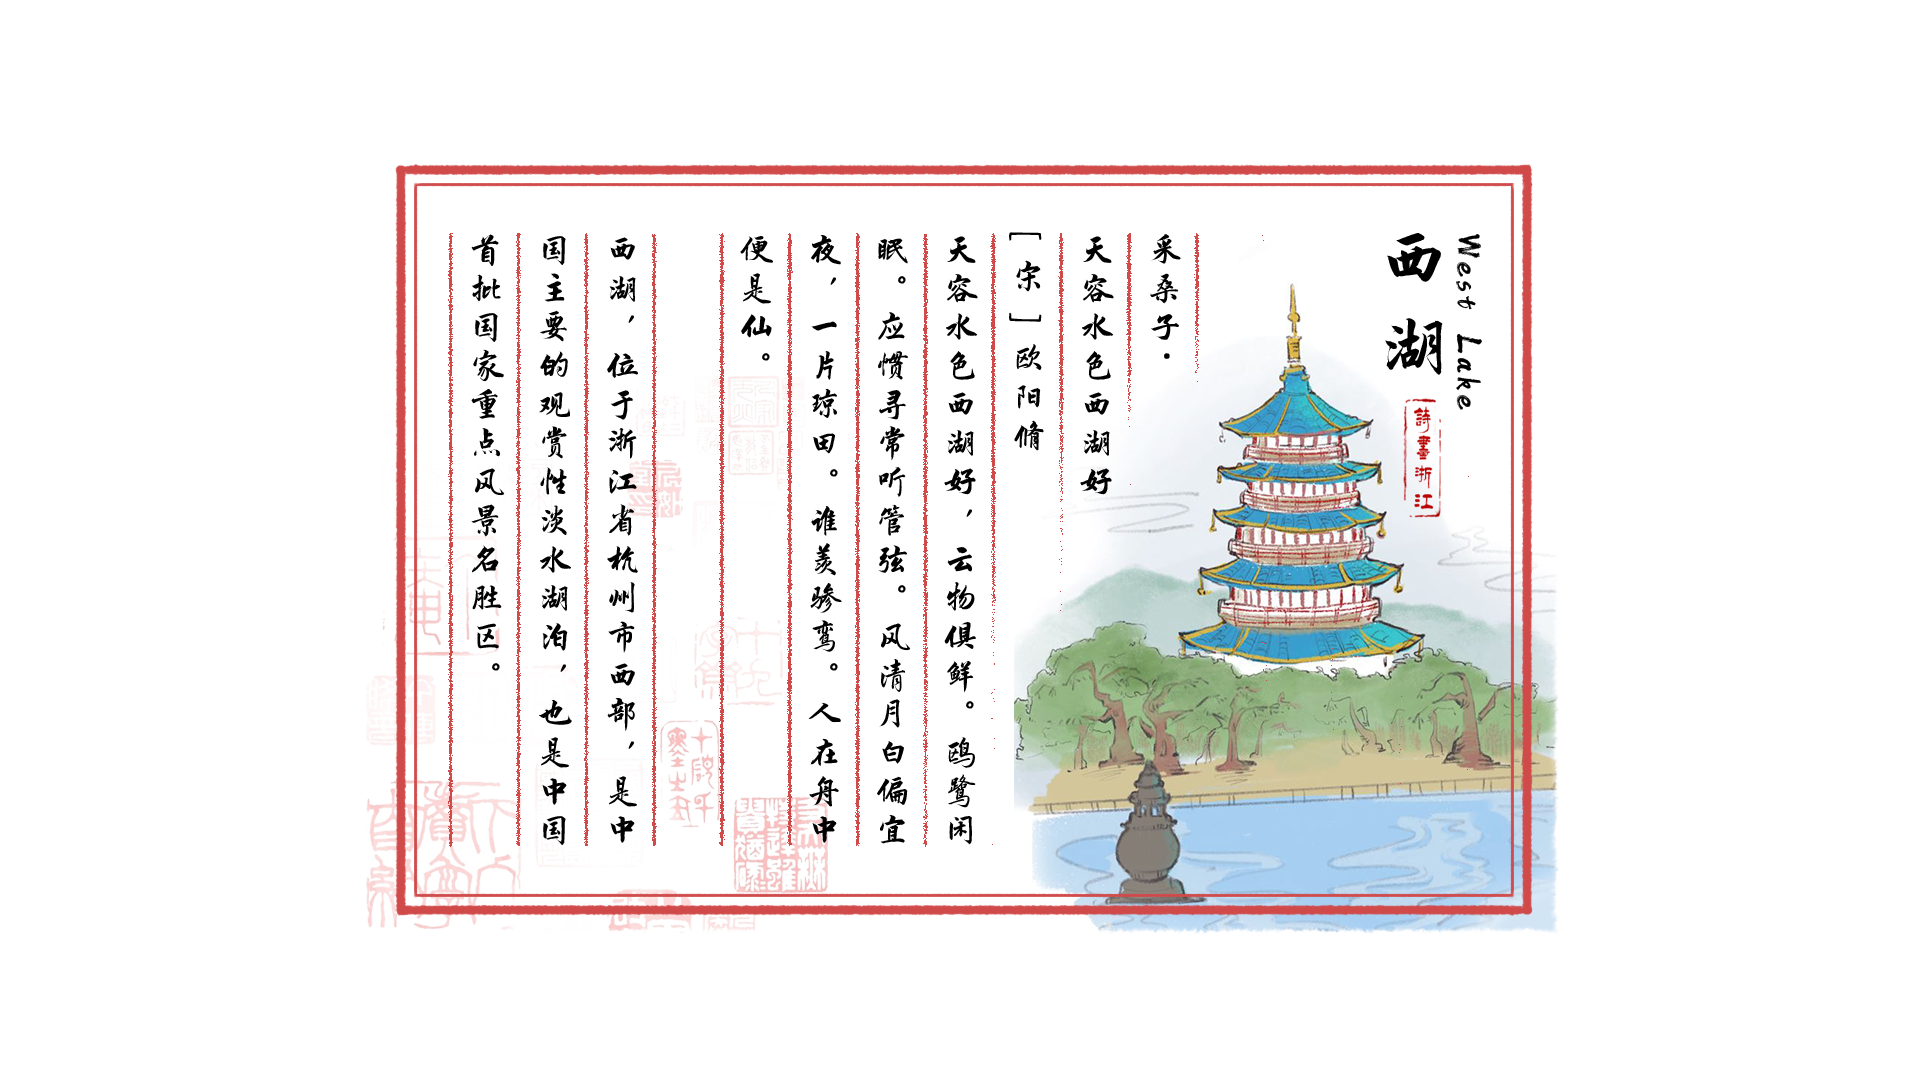 West Lake
西湖
詩畫浙江
采桑子·
天容水色西湖好
[宋]欧阳脩
天容水色西湖好，云物俱鲜。鸥鹭闲
眠。应惯寻常听管弦。风清月白偏宜
夜，一片琼田。谁羡骖鸾。人在舟中
便是仙。
西湖，位于浙江省杭州市西部，是中
国主要的观赏性淡水湖泊，也是中国
首批国家重点风景名胜区。